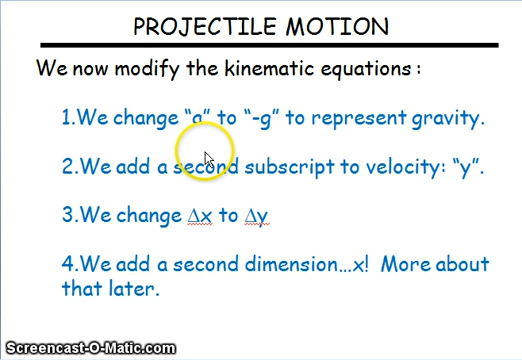 PROJECTILE MOTION
We now modify the kinematic equations :
1.We change “a” to “-g” to represent gravity.
2.We add a second subscript to velocity: “y”.
3.We change Δx to Δy
4.We add a second dimension…x! More about
that later.
Screencast-O-Matic.com